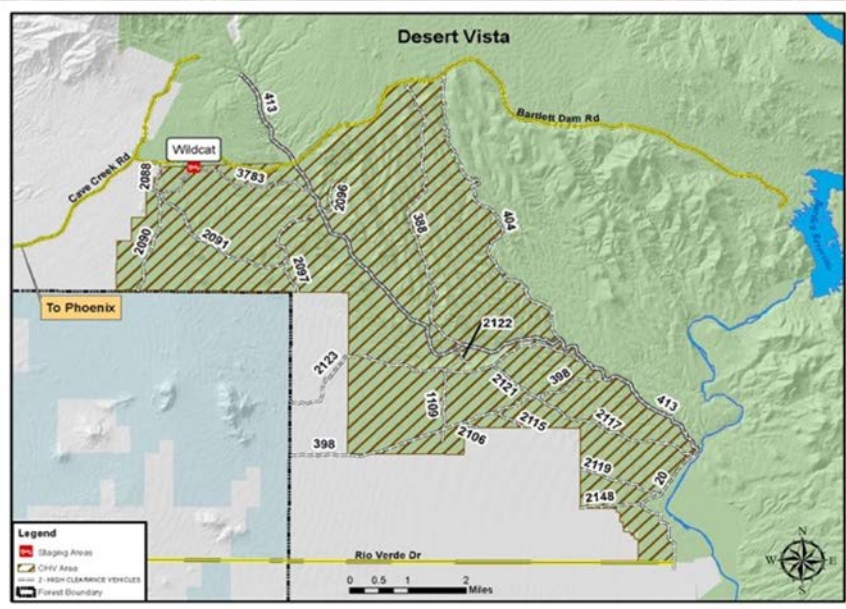 Desert Vista
413
Bartlett Dam Rd
Wildcat
Cave Creek Rd
2088
3783
2096
388
404
2090
2091
2097
To Phoenix
2122
2123
398
413
1109
2121
2115
2117
398
2106
2119
20
2148
Legend
Staging Areas
OHV Area
2 - HIGH CLEARANCE VEHICLES
Forest Boundary
Rio Verde Dr
0 0.5 1 2
Miles
N
W E
S